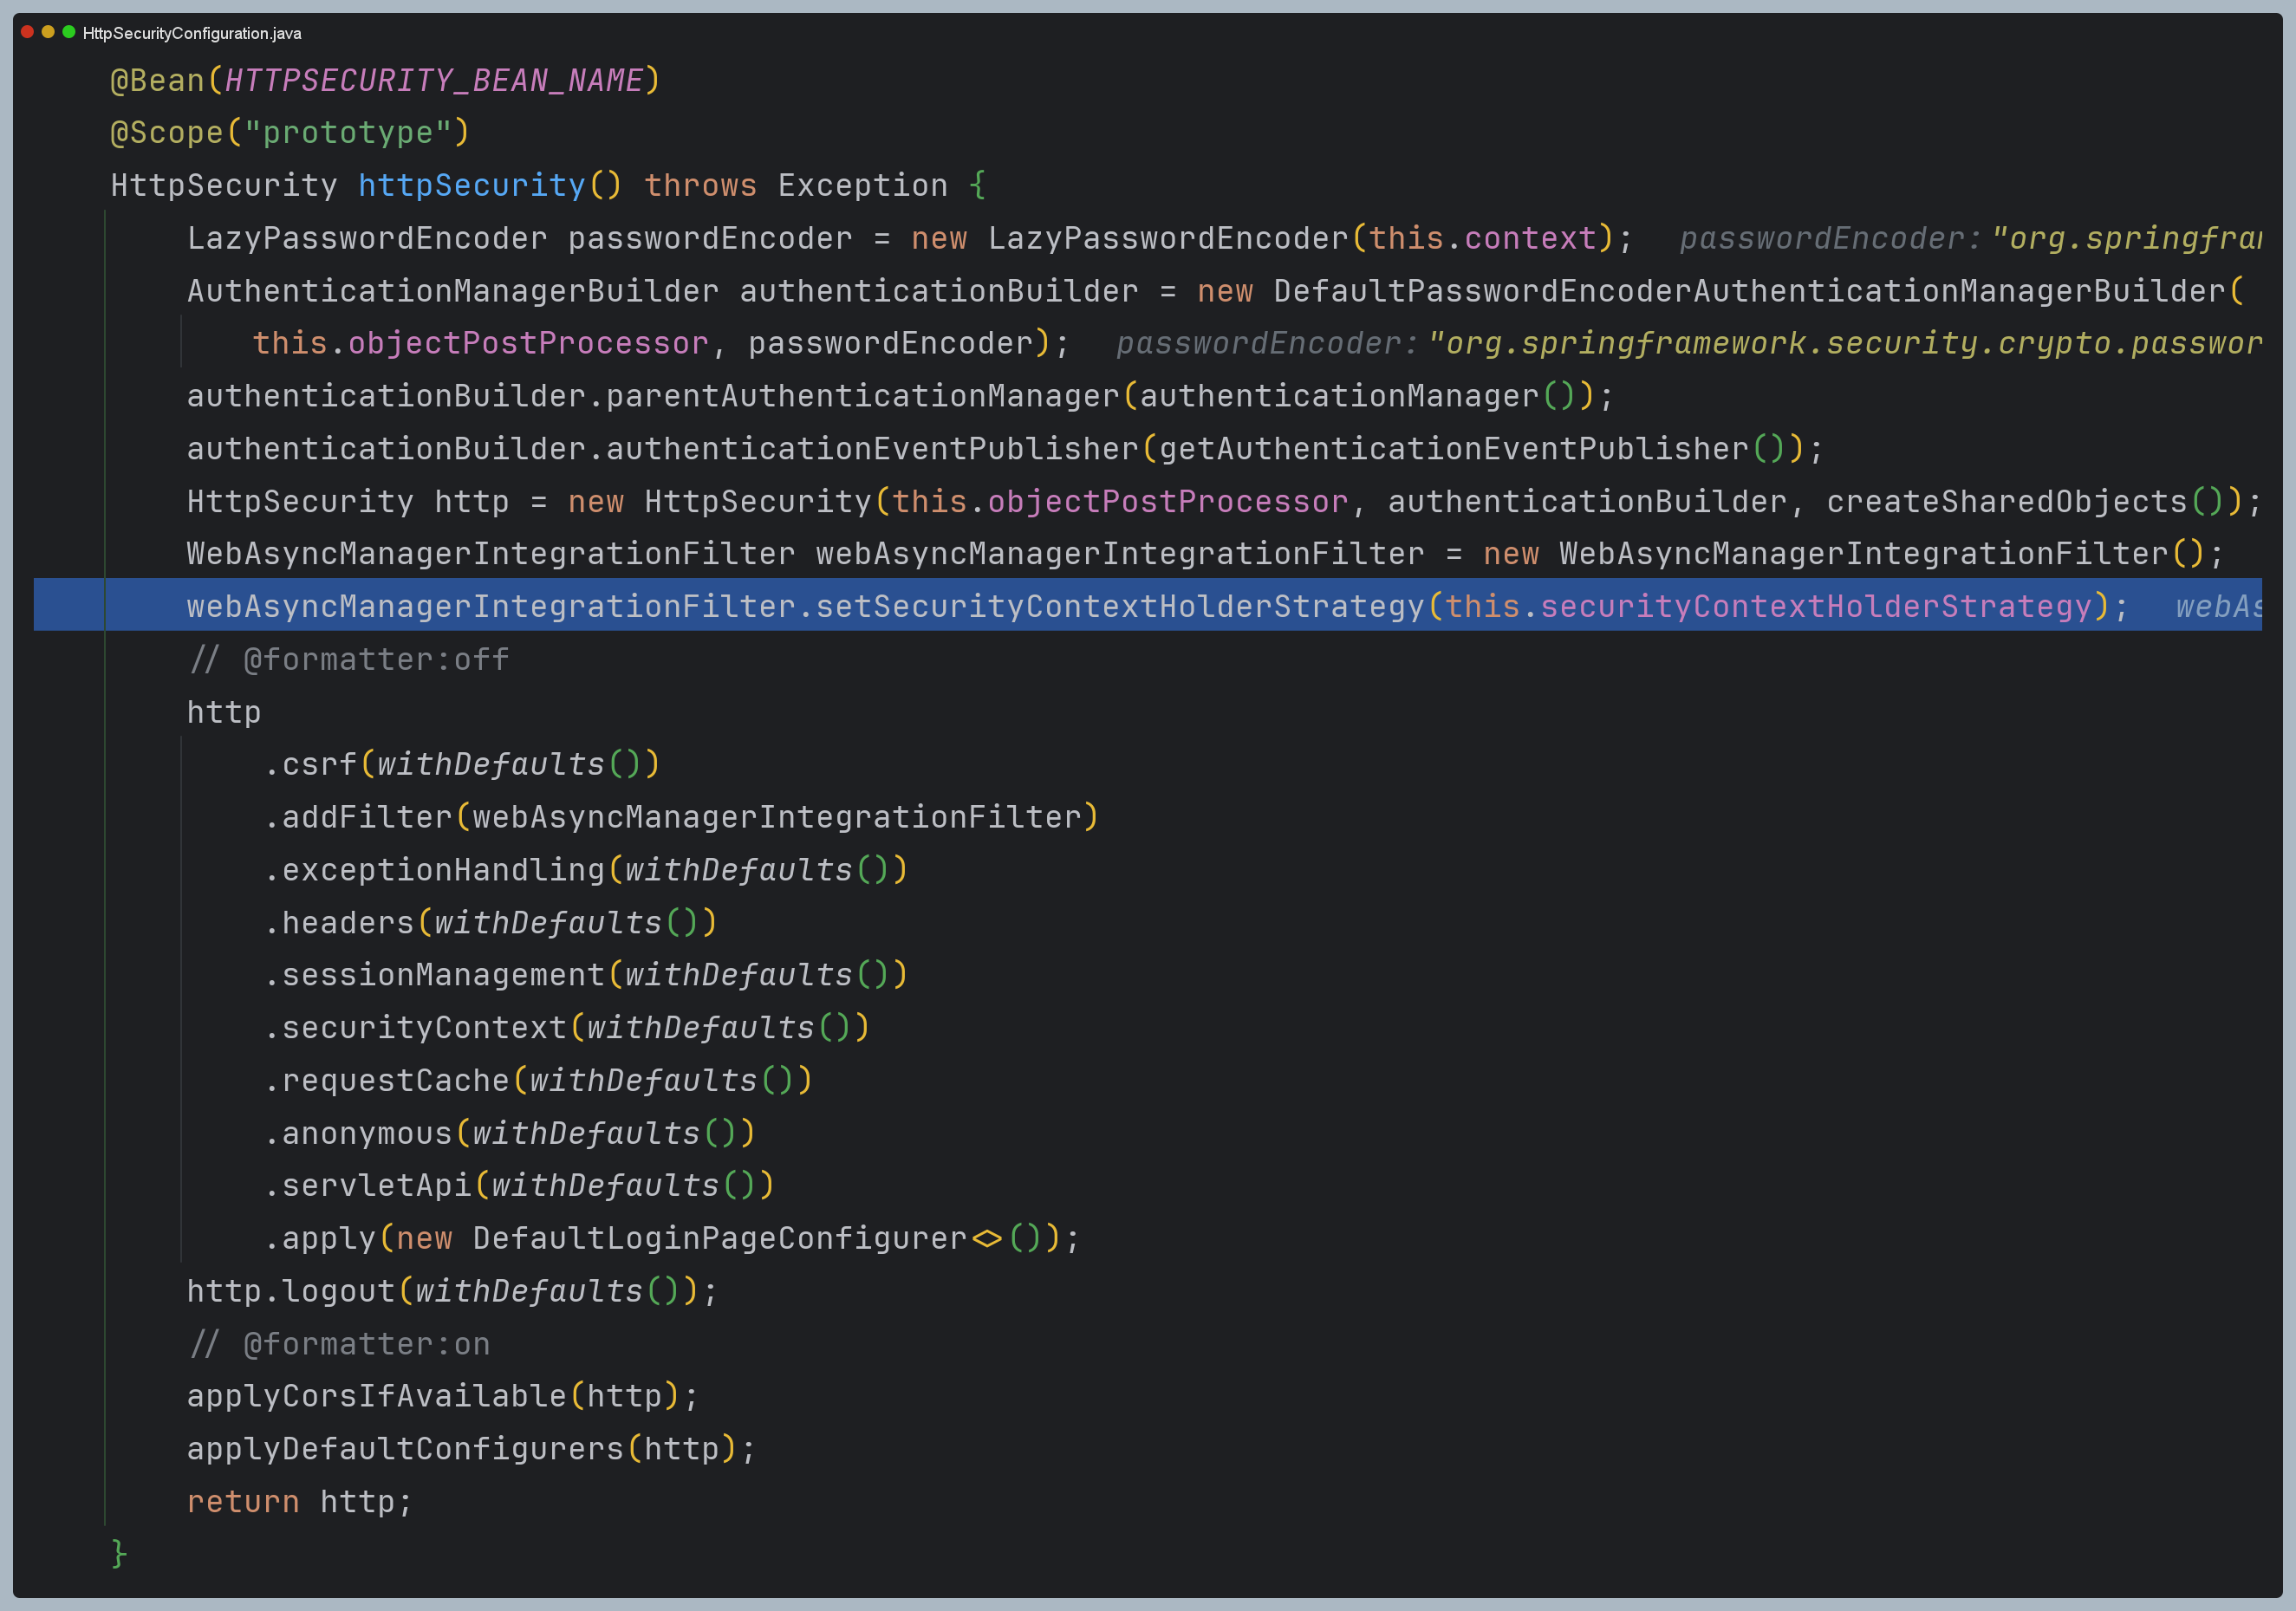 HttpSecurityConfiguration.java
@Bean(HTTPSECURITY_BEAN_NAME)
@Scope("prototype")
HttpSecurity httpSecurity() throws Exception {
LazyPasswordEncoder passwordEncoder = new LazyPasswordEncoder(this.context); passwordEncoder: "org.springfra
AuthenticationManagerBuilder authenticationBuilder = new DefaultPasswordEncoderAuthenticationManagerBuilder(
this.objectPostProcessor, passwordEncoder); passwordEncoder: "org.springframework.security.crypto.passwor
authenticationBuilder.parentAuthenticationManager(authenticationManager());
authenticationBuilder.authenticationEventPublisher(getAuthenticationEventPublisher());
HttpSecurity http = new HttpSecurity(this.objectPostProcessor, authenticationBuilder, createSharedObjects());
WebAsyncManagerIntegrationFilter webAsyncManagerIntegrationFilter = new WebAsyncManagerIntegrationFilter();
webAsyncManagerIntegrationFilter.setSecurityContextHolderStrategy(this.securityContextHolderStrategy); webAs
// @formatter:off
http
.csrf(withDefaults())
.addFilter(webAsyncManagerIntegrationFilter)
.exceptionHandling(withDefaults())
.headers(withDefaults())
.sessionManagement(withDefaults())
.securityContext(withDefaults())
.requestCache(withDefaults())
.anonymous(withDefaults())
.servletApi(withDefaults())
.apply(new DefaultLoginPageConfigurer<>());
http.logout(withDefaults());
// @formatter:on
applyCorsIfAvailable(http);
applyDefaultConfigurers(http);
return http;
}